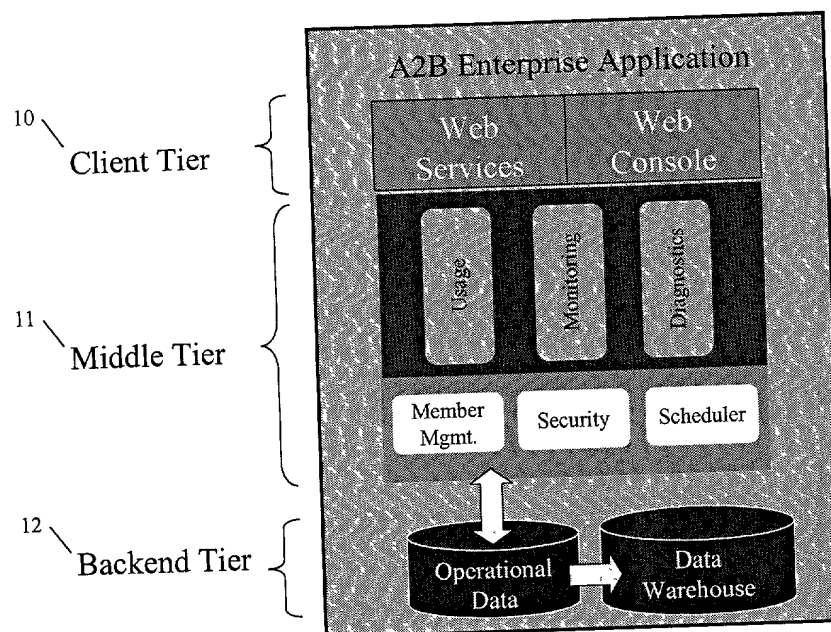 A2B Enterprise Application
10
Client Tier
Web
Services
Web
Console
11
Middle Tier
Usage
Monitoring
Diagnostics
Member
Mgmt.
Security
Scheduler
12
Backend Tier
Operational
Data
Data
Warehouse